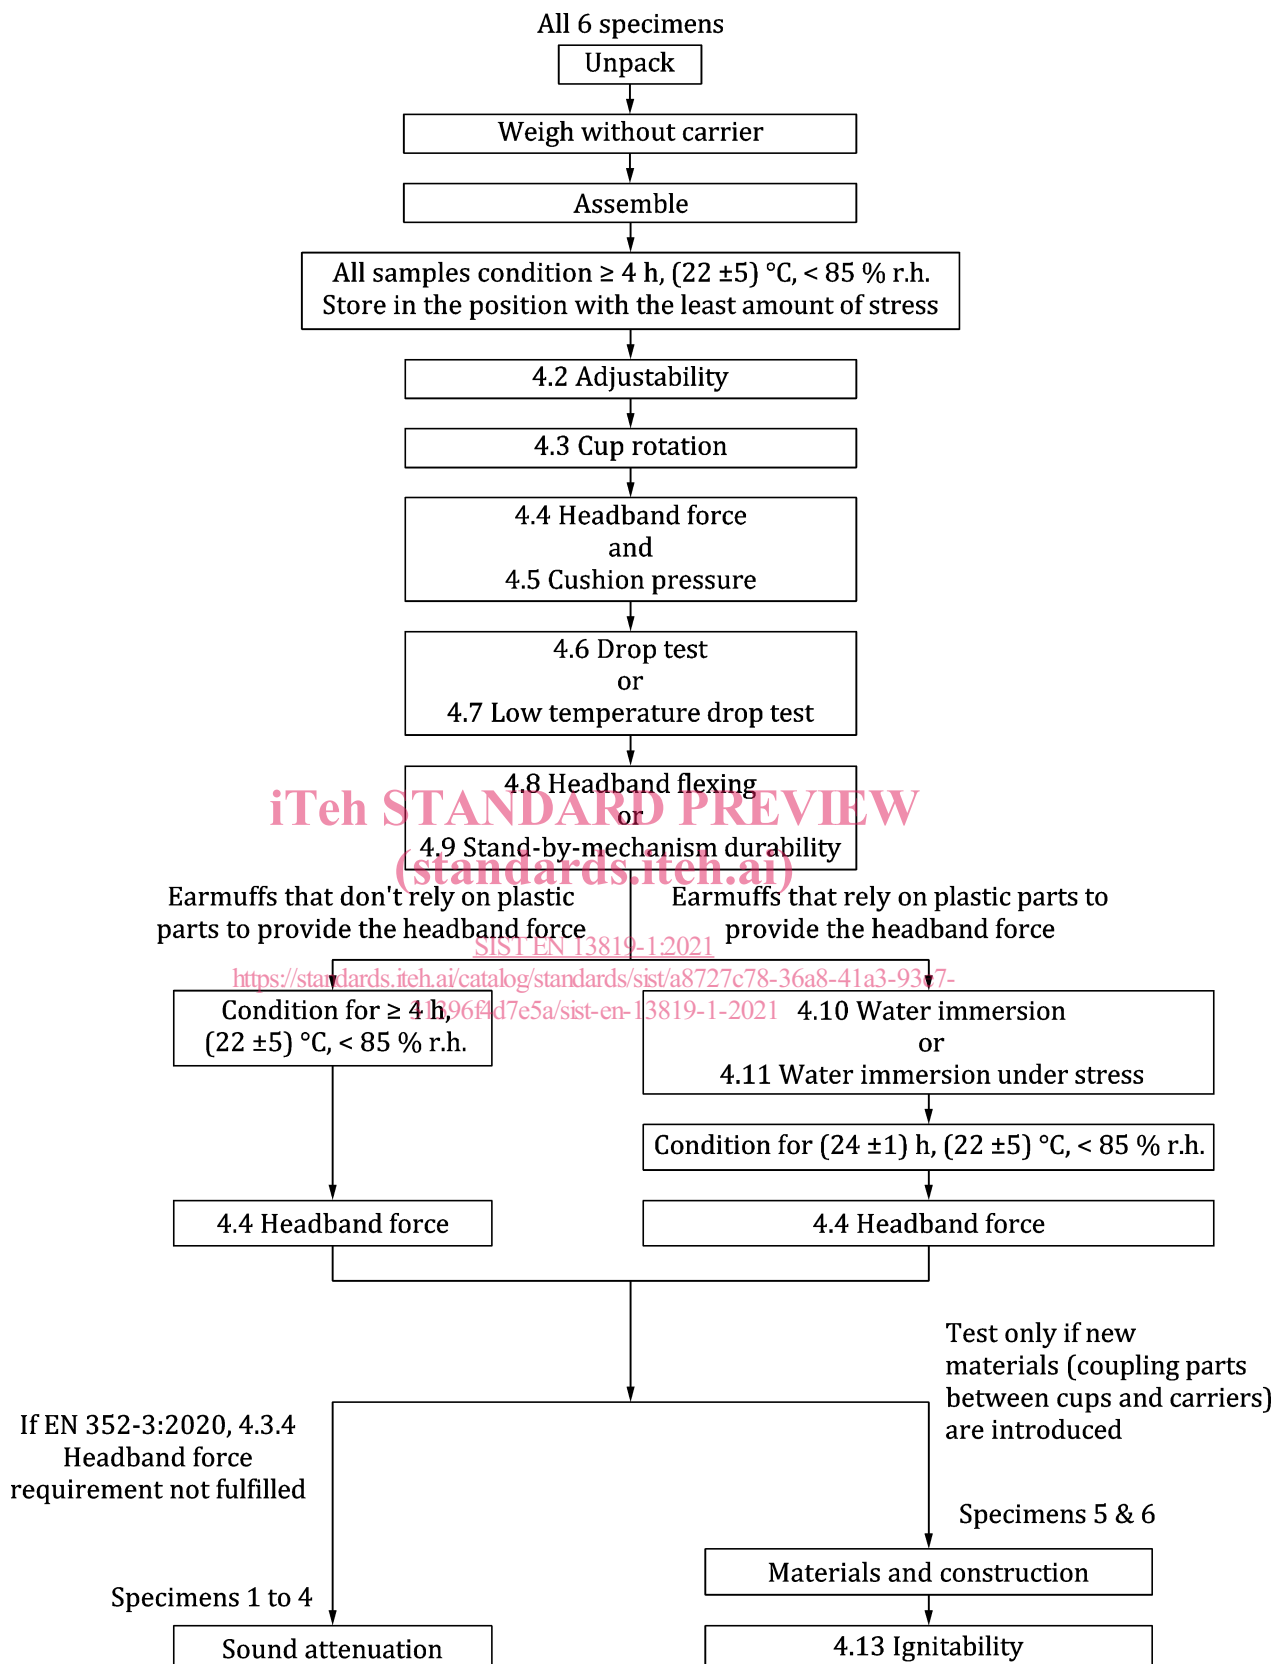 All 6 specimens
Unpack
Weigh without carrier
Assemble
All samples condition ≥ 4 h, (22 ±5) °C, < 85 % r.h.
Store in the position with the least amount of stress
4.2 Adjustability
4.3 Cup rotation
4.4 Headband force
and
4.5 Cushion pressure
4.6 Drop test
or
4.7 Low temperature drop test
4.8 Headband flexing
or
4.9 Stand-by-mechanism durability
iTeh STANDARD PREVIEW
(standards.iteh.ai)
Earmuffs that don't rely on plastic
parts to provide the headband force
Earmuffs that rely on plastic parts to
provide the headband force
SIST EN 13819-1:2021
https://standards.iteh.ai/catalog/standards/sist/a8727c78-36a8-41a3-93e7-
Condition for ≥ 4 h,
(22 ±5) °C, < 85 % r.h.
4.10 Water immersion
or
4.11 Water immersion under stress
Condition for (24 ±1) h, (22 ±5) °C, < 85 % r.h.
4.4 Headband force
4.4 Headband force
If EN 352-3:2020, 4.3.4
Headband force
requirement not fulfilled
Test only if new
materials (coupling parts
between cups and carriers)
are introduced
Specimens 5 & 6
Materials and construction
Specimens 1 to 4
Sound attenuation
4.13 Ignitability